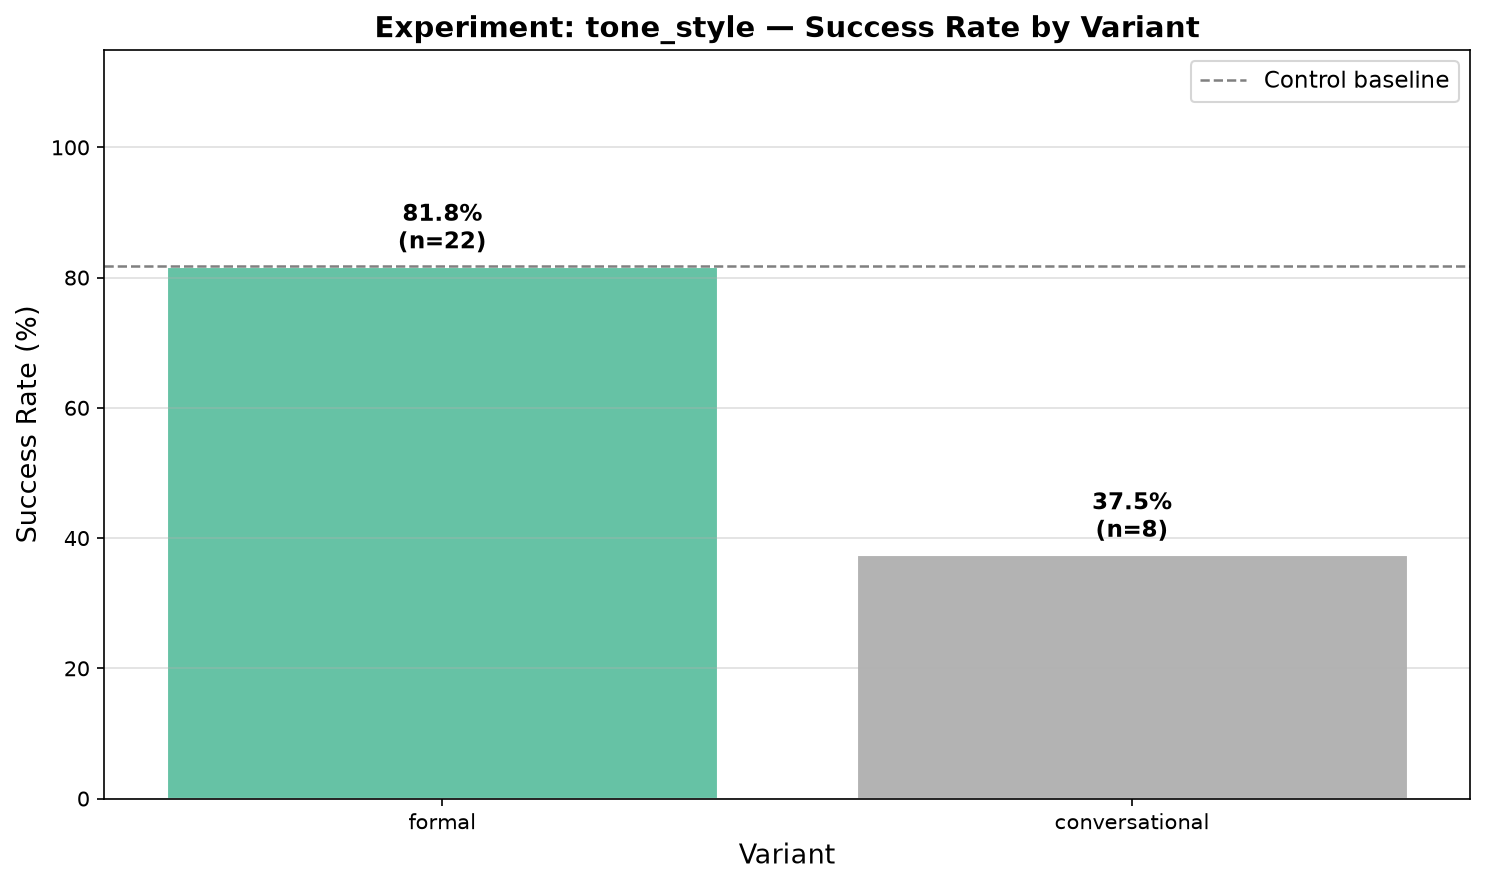 Experiment: tone_style — Success Rate by Variant
Control baseline
Success Rate (%)
100
80
60
40
20
0
81.8%
(n=22)
37.5%
(n=8)
formal
conversational
Variant